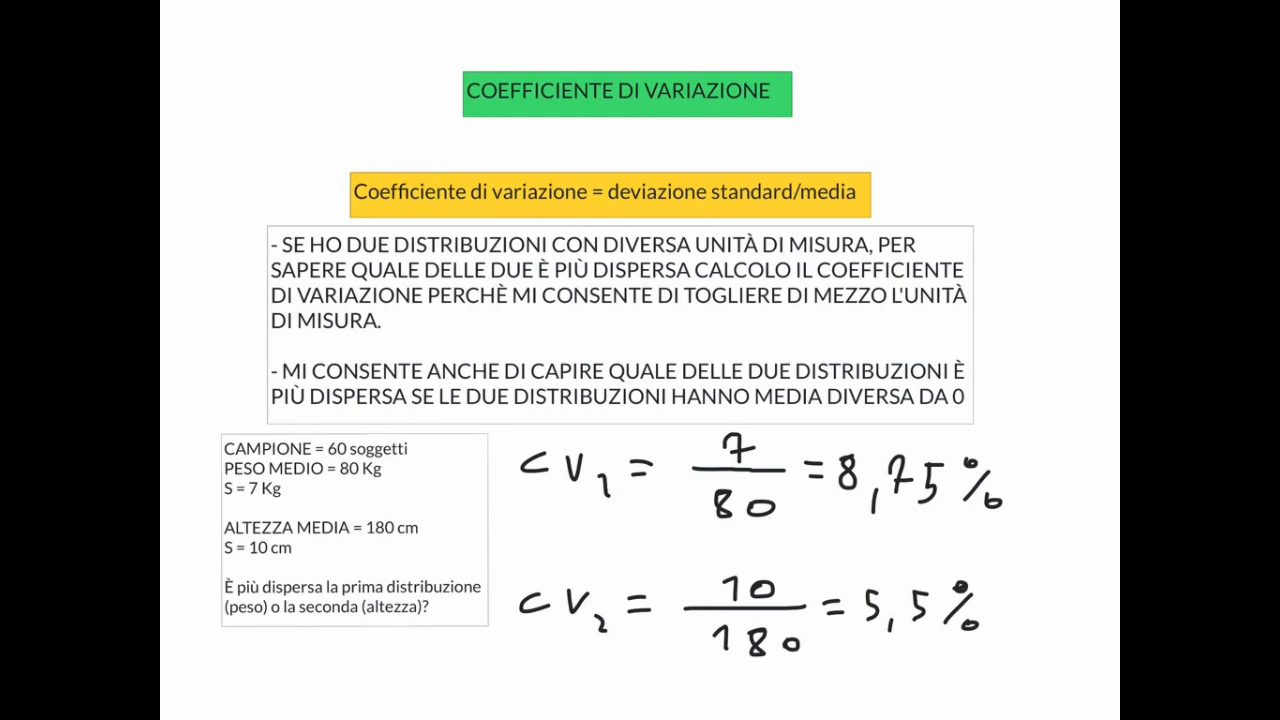 COEFFICIENTE DI VARIAZIONE
Coefficiente di variazione = deviazione standard/media
- SE HO DUE DISTRIBUZIONI CON DIVERSA UNITÀ DI MISURA, PER
SAPERE QUALE DELLE DUE È PIÙ DISPERSA CALCOLO IL COEFFICIENTE
DI VARIAZIONE PERCHÈ MI CONSENTE DI TOGLIERE DI MEZZO L'UNITÀ
DI MISURA.
- MI CONSENTE ANCHE DI CAPIRE QUALE DELLE DUE DISTRIBUZIONI È
PIÙ DISPERSA SE LE DUE DISTRIBUZIONI HANNO MEDIA DIVERSA DA 0
CAMPIONE = 60 soggetti
PESO MEDIO = 80 Kg
S = 7 Kg
ALTEZZA MEDIA = 180 cm
S = 10 cm
È più dispersa la prima distribuzione
(peso) o la seconda (altezza)?
CV1 = 7/80 = 8,75%
CV2 = 10/180 = 5,5%